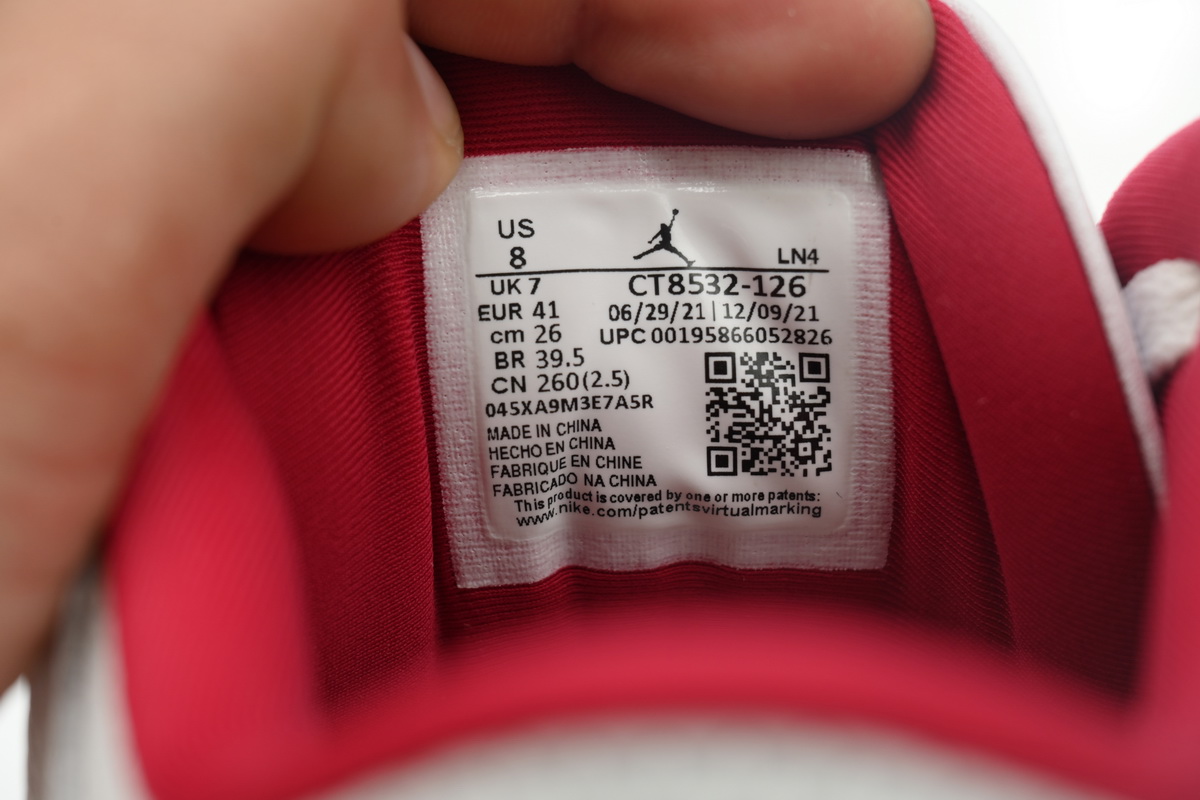 US
8
LN4
UK 7
CT8532-126
EUR 41
06/29/21 | 12/09/21
cm 26
UPC 00195866052826
BR 39.5
CN 260(2.5)
045XA9M3E7A5R
MADE IN CHINA
HECHO EN CHINA
FABRIQUE EN CHINE
FABRICADO NA CHINA
This product is covered by one or more patents:
www.nike.com/patentsvirtualmarking